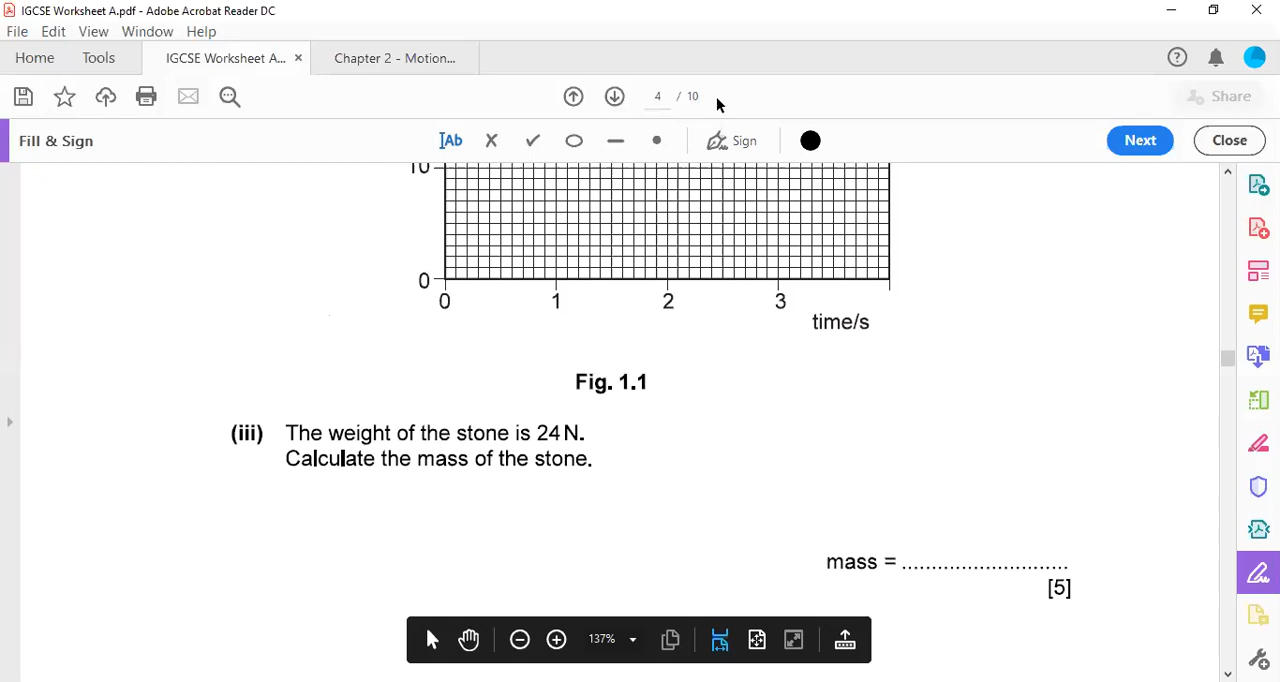 IGCSE Worksheet A.pdf - Adobe Acrobat Reader DC
File Edit View Window Help
Home Tools IGCSE Worksheet A... × Chapter 2 - Motion...
4 / 10
Share
Fill & Sign
Ab
Sign
Next
Close
10
0
0 1 2 3
time/s
Fig. 1.1
(iii) The weight of the stone is 24 N.
Calculate the mass of the stone.
mass = ............................
[5]
137%